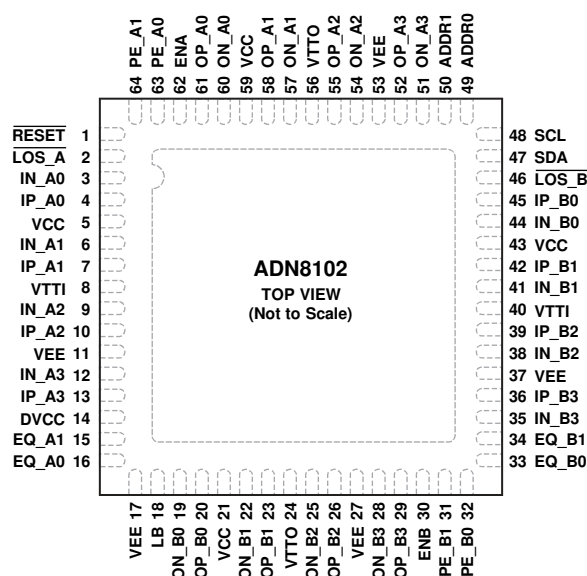 64 PE_A1
63 PE_A0
62 ENA
61 OP_A0
60 ON_A0
59 VCC
58 OP_A1
57 ON_A1
56 VTTO
55 OP_A2
54 ON_A2
53 VEE
52 OP_A3
51 ON_A3
50 ADDR1
49 ADDR0
RESET 1
LOS_A 2
IN_A0 3
IP_A0 4
VCC 5
IN_A1 6
IP_A1 7
VTTI 8
IN_A2 9
IP_A2 10
VEE 11
IN_A3 12
IP_A3 13
DVCC 14
EQ_A1 15
EQ_A0 16
ADN8102
TOP VIEW
(Not to Scale)
48 SCL
47 SDA
46 LOS_B
45 IP_B0
44 IN_B0
43 VCC
42 IP_B1
41 IN_B1
40 VTTI
39 IP_B2
38 IN_B2
37 VEE
36 IP_B3
35 IN_B3
34 EQ_B1
33 EQ_B0
VEE 17
LB 18
ON_B0 19
OP_B0 20
VCC 21
ON_B1 22
OP_B1 23
VTTO 24
ON_B2 25
OP_B2 26
VEE 27
ON_B3 28
OP_B3 29
ENB 30
PE_B1 31
PE_B0 32